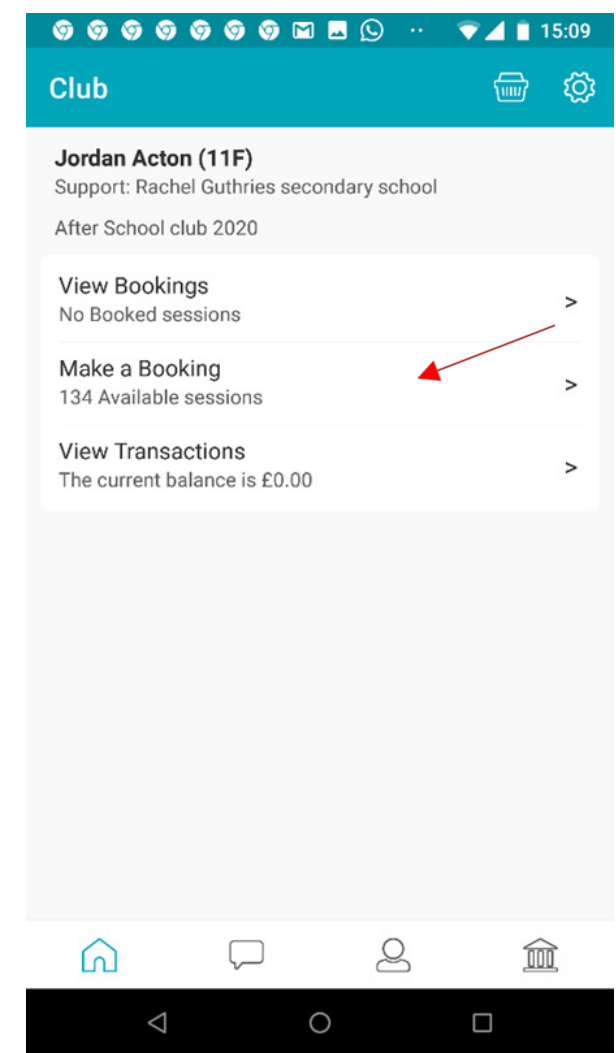 15:09
Club
Jordan Acton (11F)
Support: Rachel Guthries secondary school
After School club 2020
View Bookings
No Booked sessions
>
Make a Booking
134 Available sessions
>
View Transactions
The current balance is £0.00
>